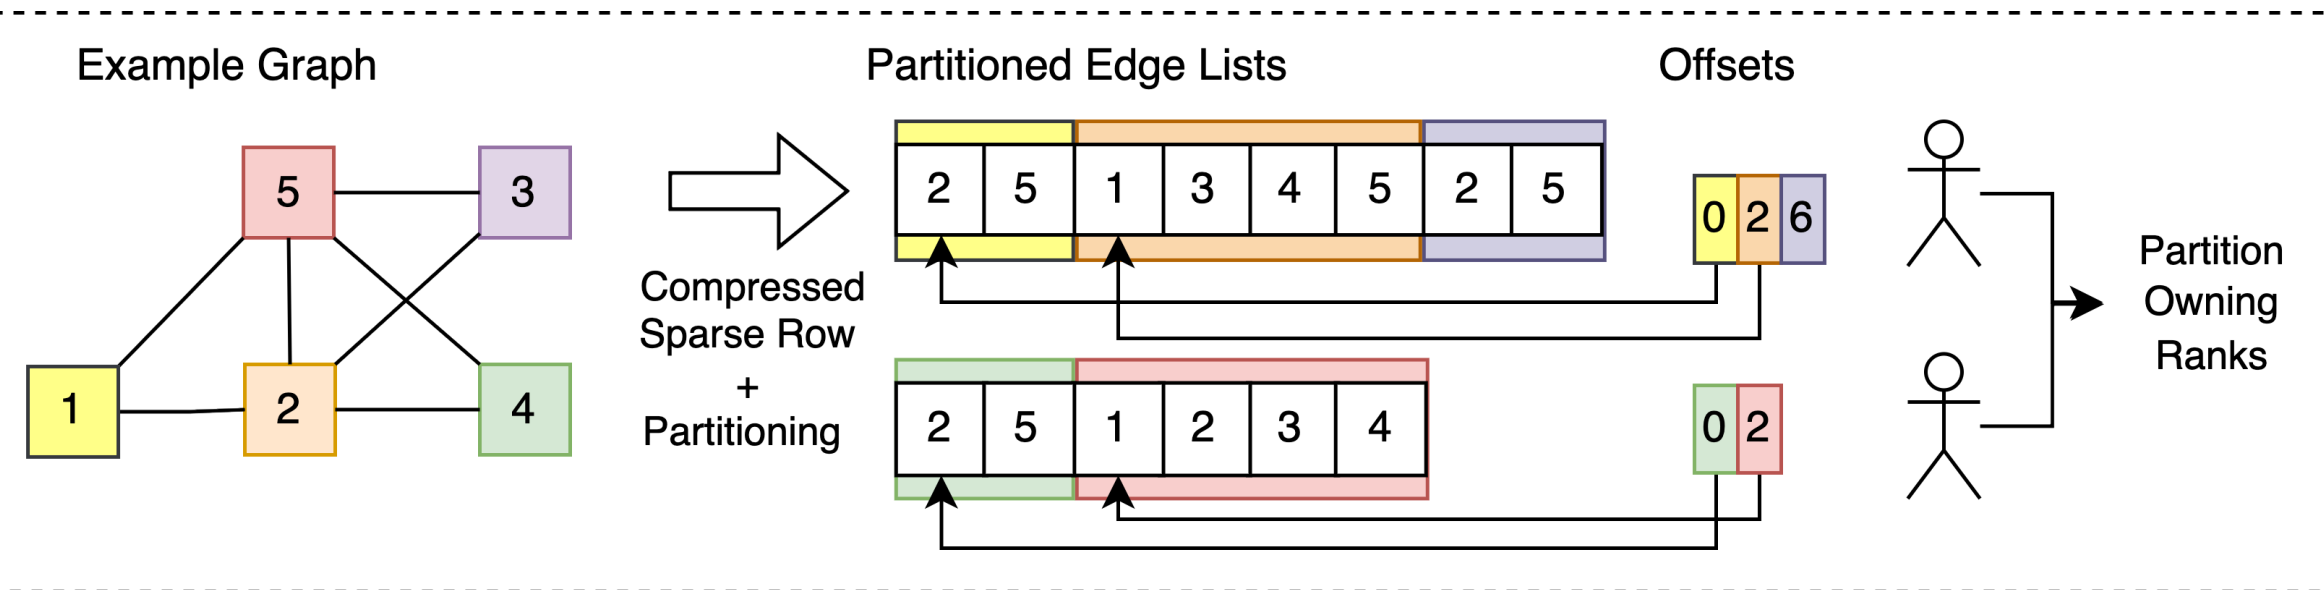 Example Graph
Partitioned Edge Lists
Offsets
5
3
1
2
4
Compressed
Sparse Row
+
Partitioning
2 5 1 3 4 5 2 5
0 2 6
2 5 1 2 3 4
0 2
Partition
Owning
Ranks